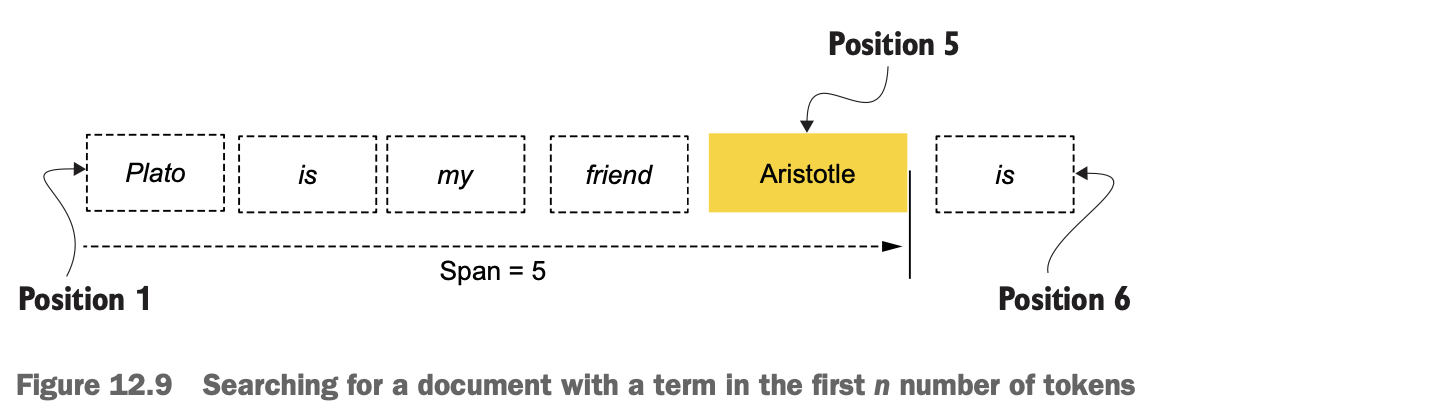 Position 5
Plato is my friend Aristotle is
Span = 5
Position 1 Position 6
Figure 12.9 Searching for a document with a term in the first n number of tokens